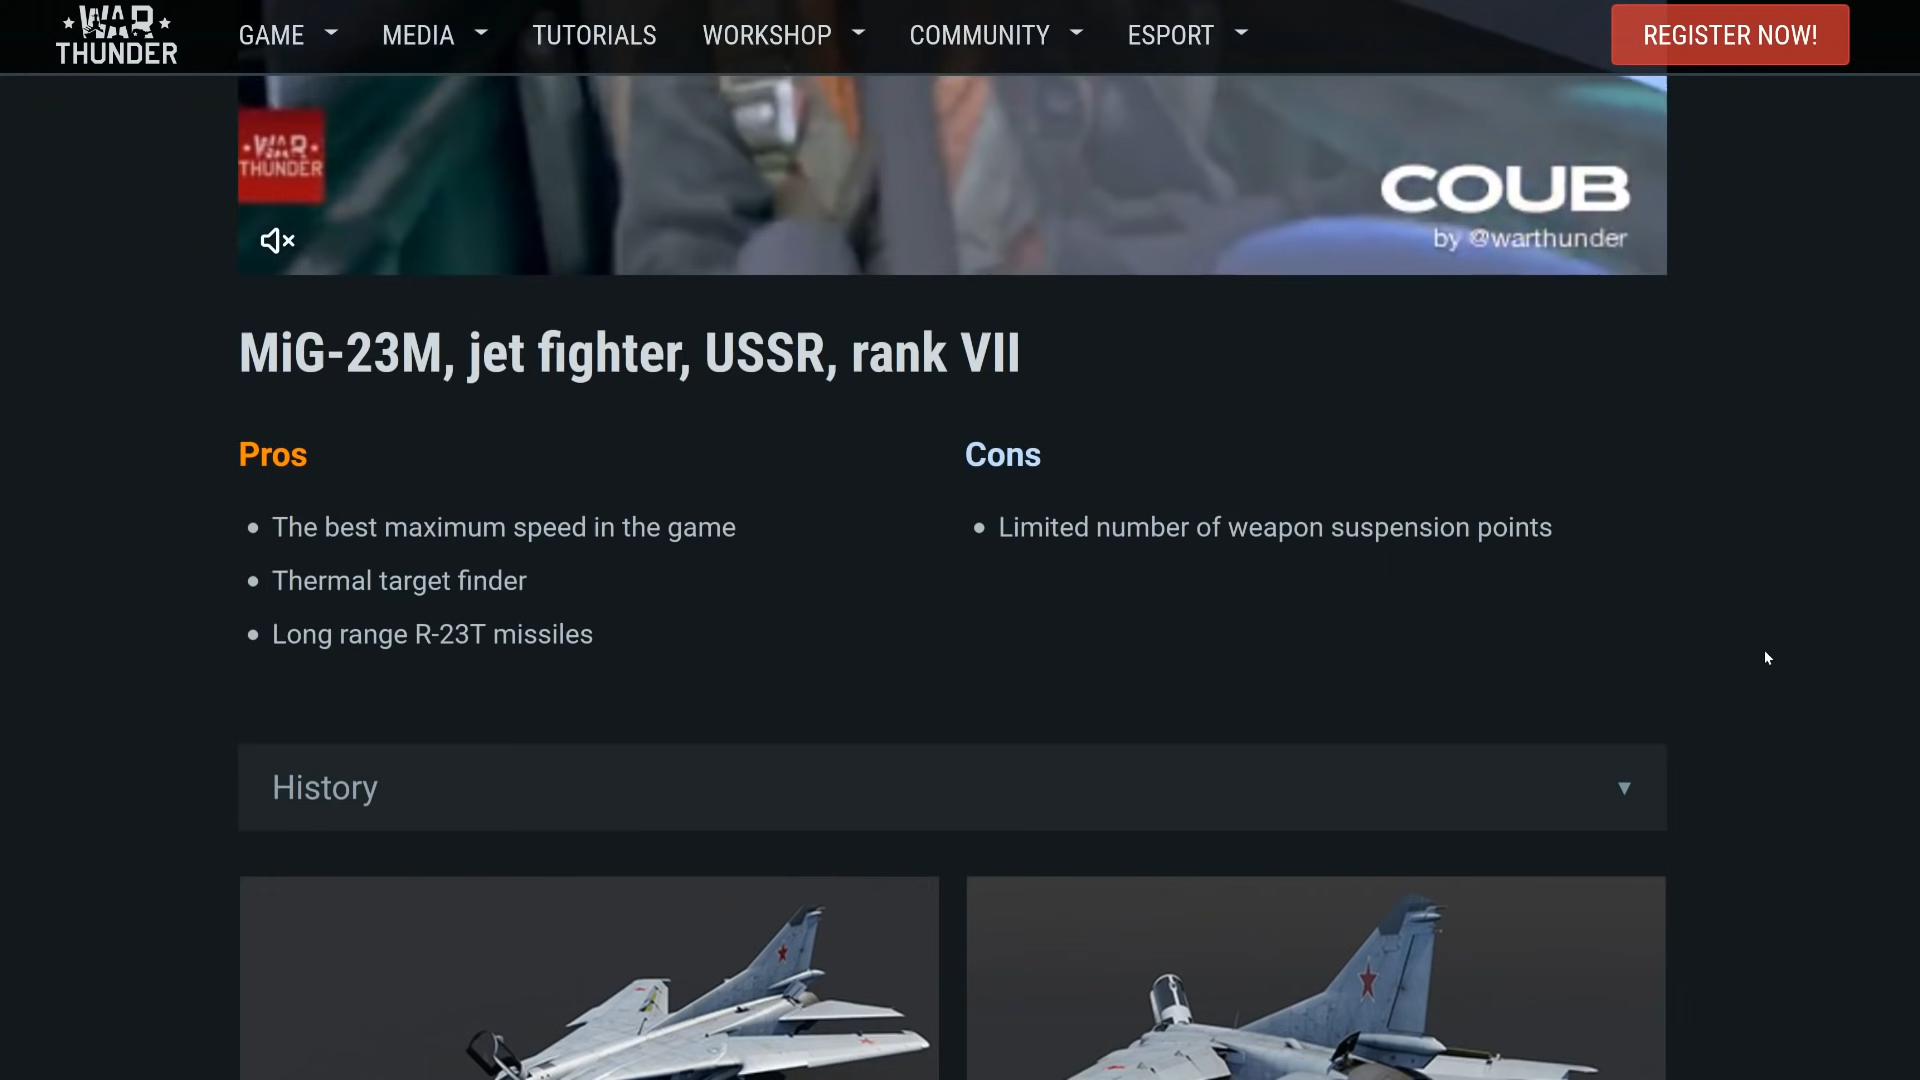 WAR
THUNDER
GAME
MEDIA
TUTORIALS
WORKSHOP
COMMUNITY
ESPORT
REGISTER NOW!
WAR
THUNDER
COUB
by @warthunder
MiG-23M, jet fighter, USSR, rank VII
Pros
The best maximum speed in the game
Thermal target finder
Long range R-23T missiles
Cons
Limited number of weapon suspension points
History